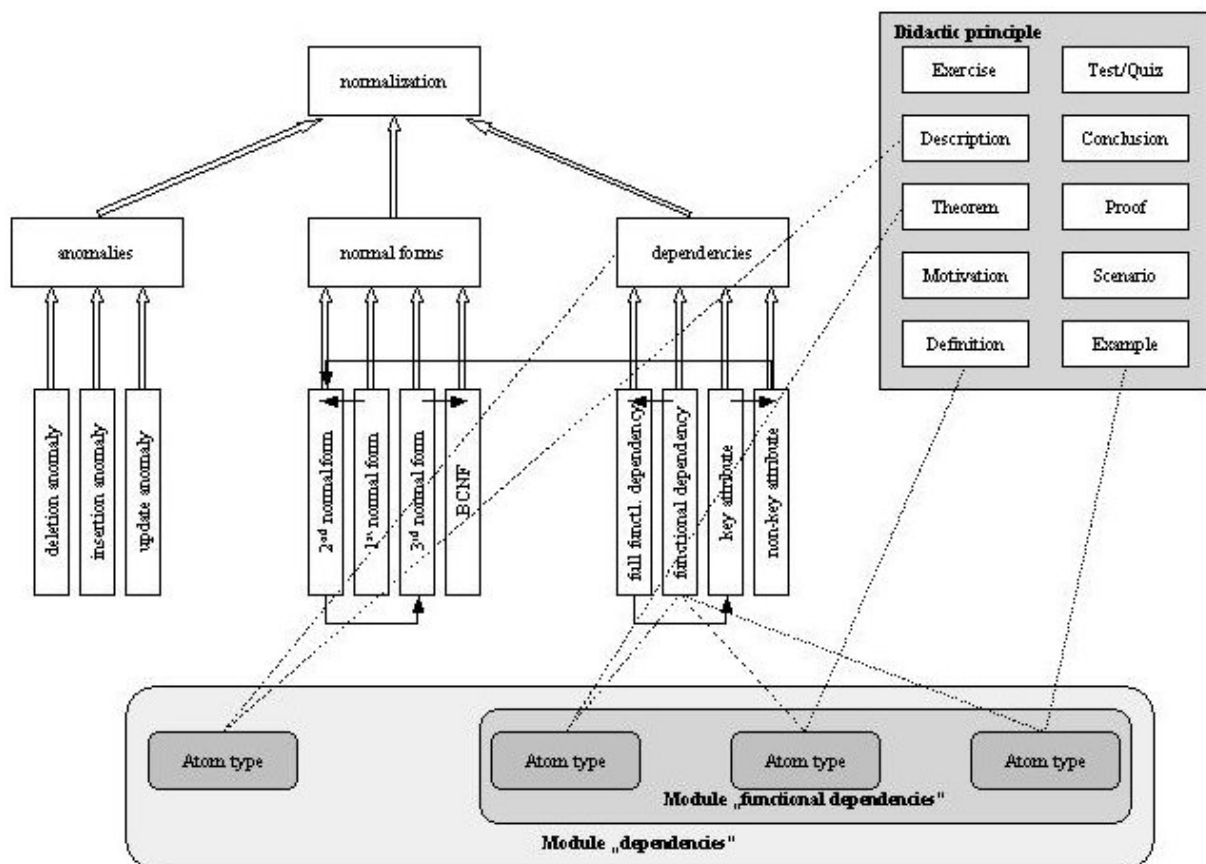 Didactic principle
Exercise
Test/Quiz
Description
Conclusion
Theorem
Proof
Motivation
Scenario
Definition
Example
normalization
anomalies
normal forms
dependencies
deletion anomaly
insertion anomaly
update anomaly
2nd normal form
1st normal form
3rd normal form
BCNF
full functl. dependency
functional dependency
key attribute
non-key attribute
Atom type
Atom type
Atom type
Atom type
Module „functional dependencies"
Module „dependencies"